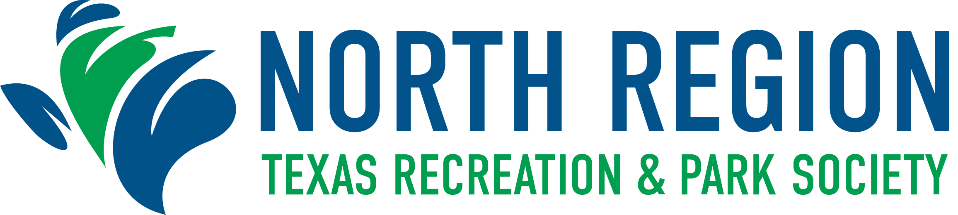 NORTH REGION
TEXAS RECREATION & PARK SOCIETY